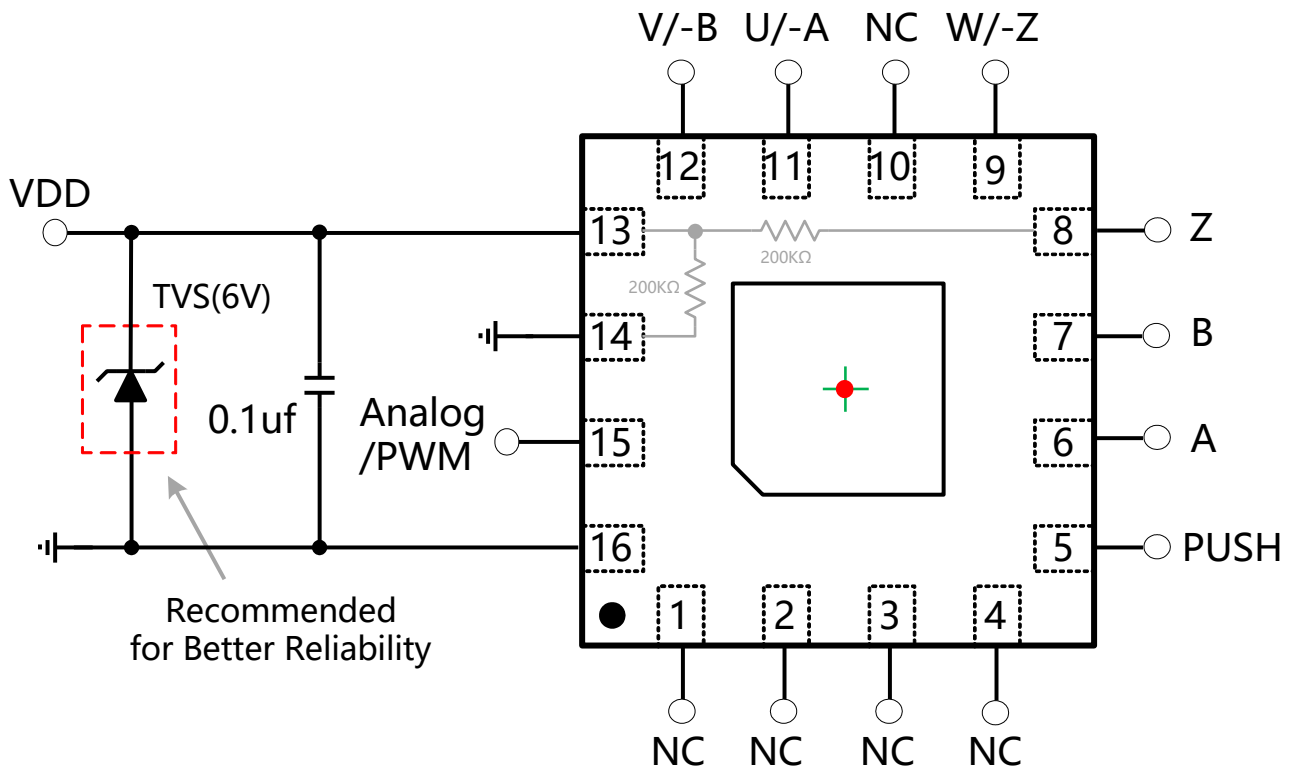 V/-B U/-A NC W/-Z
12 11 10 9
VDD
13
8 Z
200KΩ
200KΩ
TVS(6V)
14
7 B
0.1uf
Analog
/PWM
15
6 A
16
5 PUSH
Recommended
for Better Reliability
1 2 3 4
NC NC NC NC